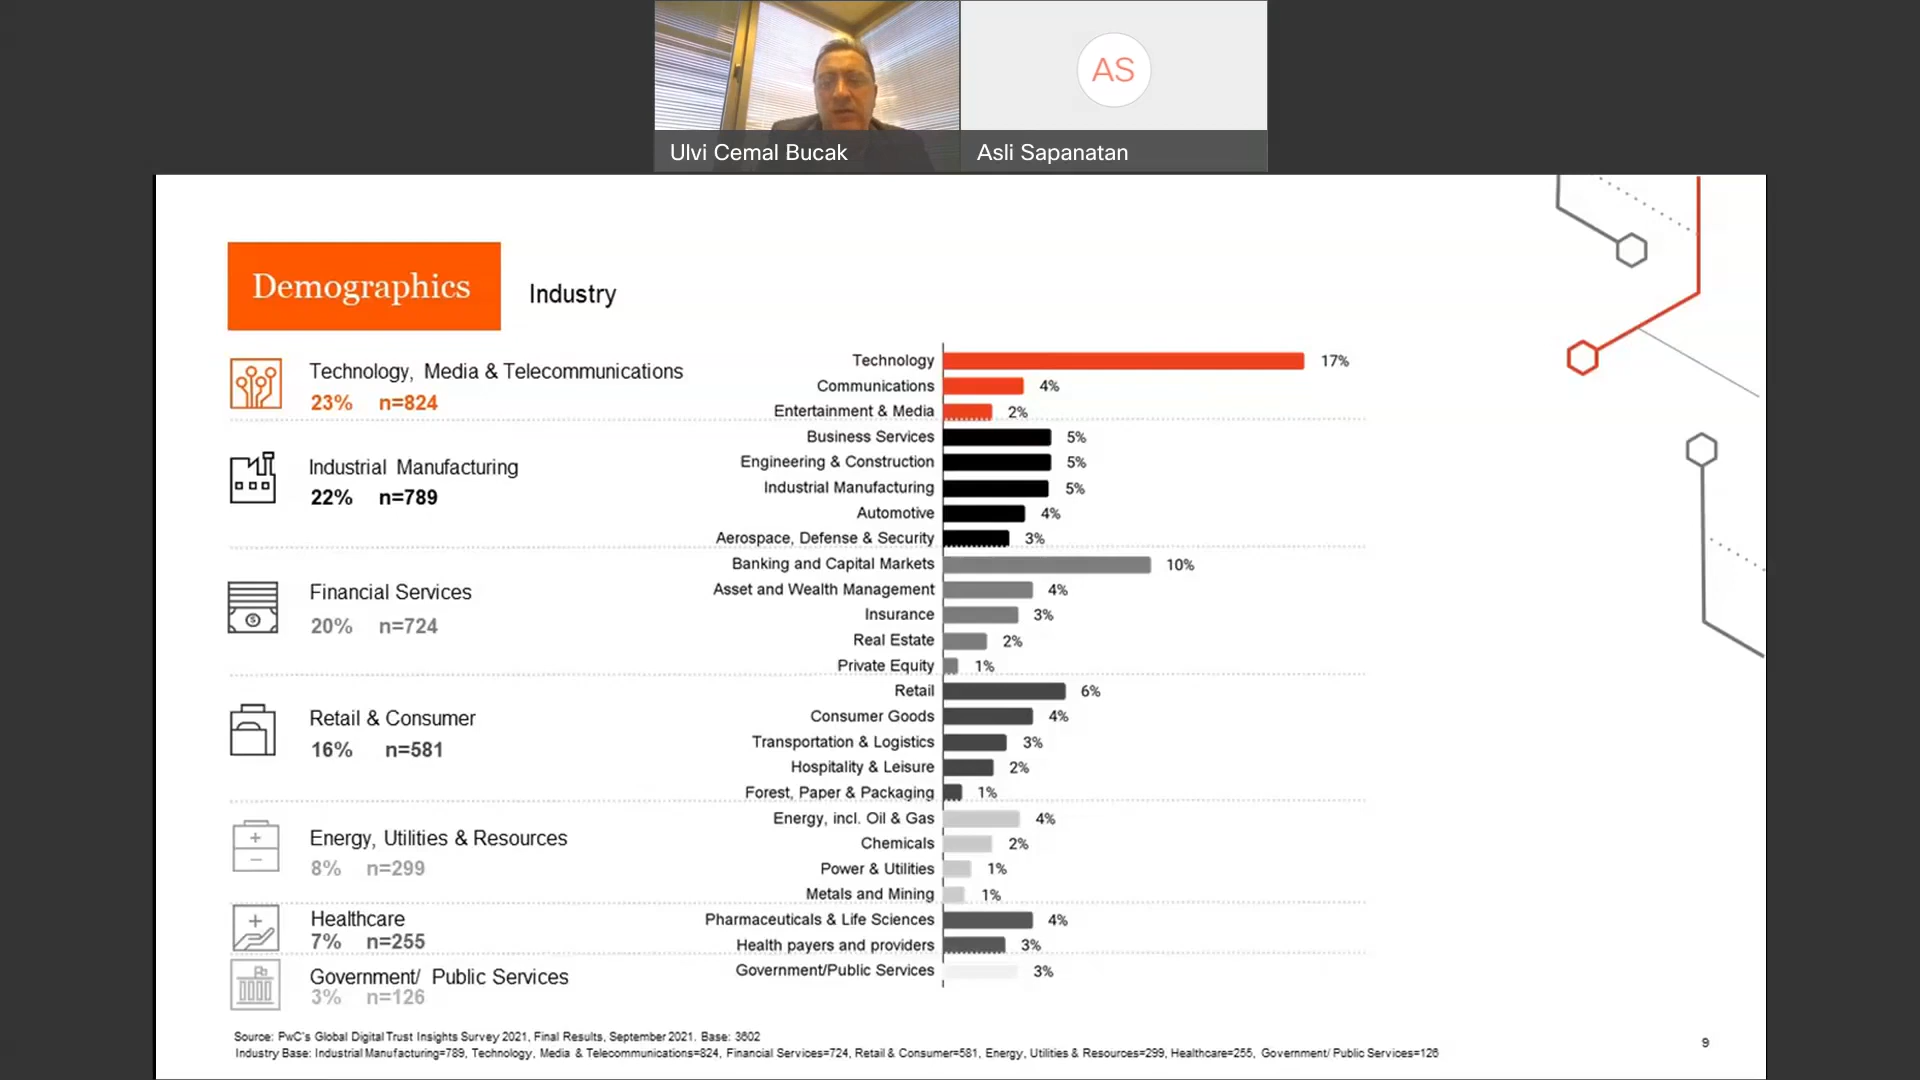 AS
Ulvi Cemal Bucak
Asli Sapanatan
Demographics
Industry
Technology, Media & Telecommunications
23% n=824
Technology 17%
Communications 4%
Entertainment & Media 2%
Industrial Manufacturing
22% n=789
Business Services 5%
Engineering & Construction 5%
Industrial Manufacturing 5%
Automotive 4%
Aerospace, Defense & Security 3%
Financial Services
20% n=724
Banking and Capital Markets 10%
Asset and Wealth Management 4%
Insurance 3%
Real Estate 2%
Private Equity 1%
Retail & Consumer
16% n=581
Retail 6%
Consumer Goods 4%
Transportation & Logistics 3%
Hospitality & Leisure 2%
Forest, Paper & Packaging 1%
Energy, Utilities & Resources
8% n=299
Energy, incl. Oil & Gas 4%
Chemicals 2%
Power & Utilities 1%
Metals and Mining 1%
Healthcare
7% n=255
Pharmaceuticals & Life Sciences 4%
Health payers and providers 3%
Government/ Public Services
3% n=126
Government/Public Services 3%
Source: PwC's Global Digital Trust Insights Survey 2021, Final Results, September 2021. Base: 3602
Industry Base: Industrial Manufacturing=789, Technology, Media & Telecommunications=824, Financial Services=724, Retail & Consumer=581, Energy, Utilities & Resources=299, Healthcare=255, Government/ Public Services=126
9